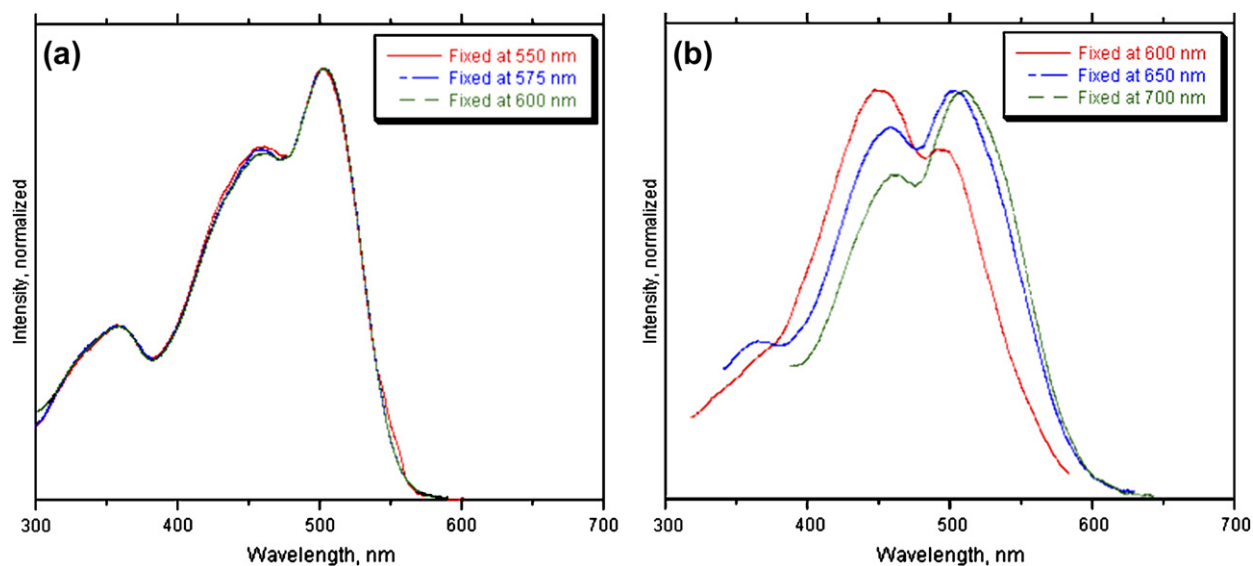 (a)
Fixed at 550 nm
Fixed at 575 nm
Fixed at 600 nm
Intensity, normalized
300 400 500 600 700
Wavelength, nm
(b)
Fixed at 600 nm
Fixed at 650 nm
Fixed at 700 nm
Intensity, normalized
300 400 500 600 700
Wavelength, nm